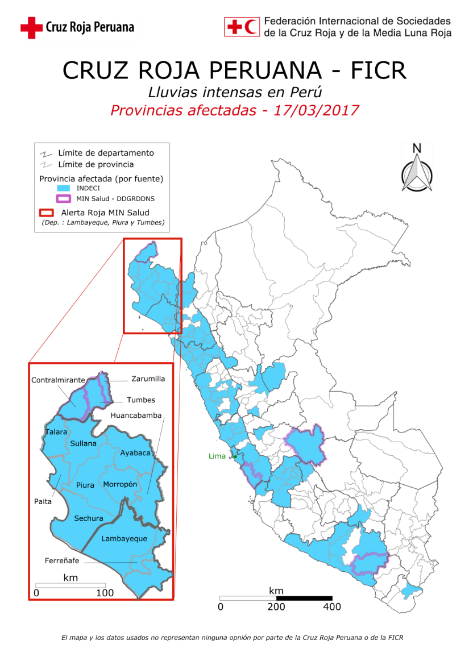 Cruz Roja Peruana
Federación Internacional de Sociedades
de la Cruz Roja y de la Media Luna Roja
CRUZ ROJA PERUANA - FICR
Lluvias intensas en Perú
Provincias afectadas - 17/03/2017
Límite de departamento
Límite de provincia
Provincia afectada (por fuente)
INDECI
MIN Salud - DDGRDDNS
Alerta Roja MIN Salud
(Dep. : Lambayeque, Piura y Tumbes)
N
Contralmirante
Zarumilla
Tumbes
Huancabamba
Talara
Sullana
Ayabaca
Piura
Morropón
Paita
Sechura
Lambayeque
Ferreñafe
km
0 100
Lima
km
0 200 400
El mapa y los datos usados no representan ninguna opnión por parte de la Cruz Roja Peruana o de la FICR